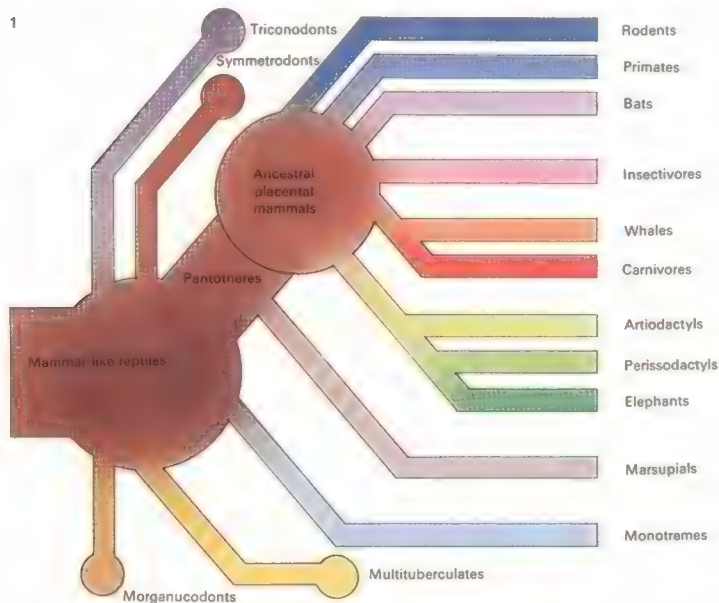 1
Triconodonts
Symmetrodonts
Rodents
Primates
Bats
Ancestral
placental
mammals
Insectivores
Whales
Carnivores
Pantotheres
Artiodactyls
Mammal-like reptiles
Perissodactyls
Elephants
Marsupials
Monotremes
Multituberculates
Morganucodonts